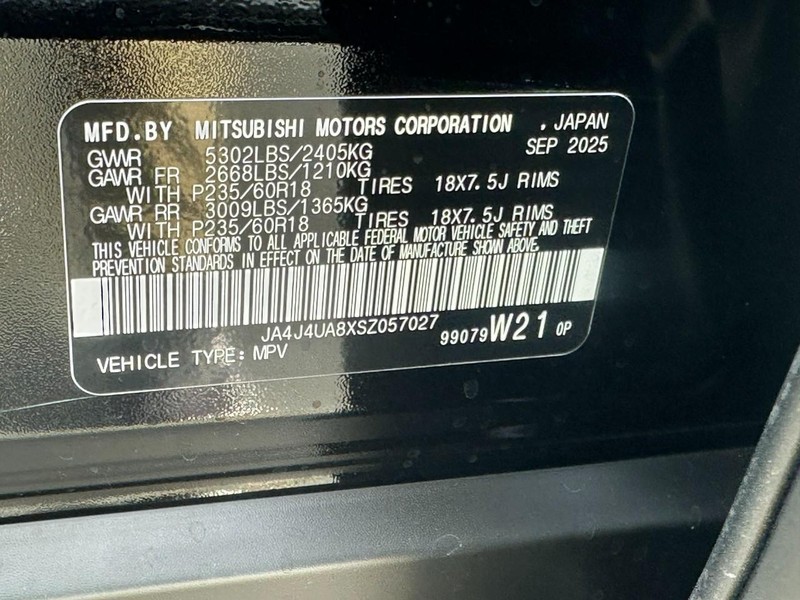 MFD.BY MITSUBISHI MOTORS CORPORATION , JAPAN
SEP 2025
GVWR 5302LBS/2405KG
GAWR FR 2668LBS/1210KG
WITH P235/60R18 TIRES 18X7.5J RIMS
GAWR RR 3009LBS/1365KG
WITH P235/60R18 TIRES 18X7.5J RIMS
THIS VEHICLE CONFORMS TO ALL APPLICABLE FEDERAL MOTOR VEHICLE SAFETY AND THEFT
PREVENTION STANDARDS IN EFFECT ON THE DATE OF MANUFACTURE SHOWN ABOVE.
JA4J4UA8XSZ057027
99079W21 0P
VEHICLE TYPE: MPV